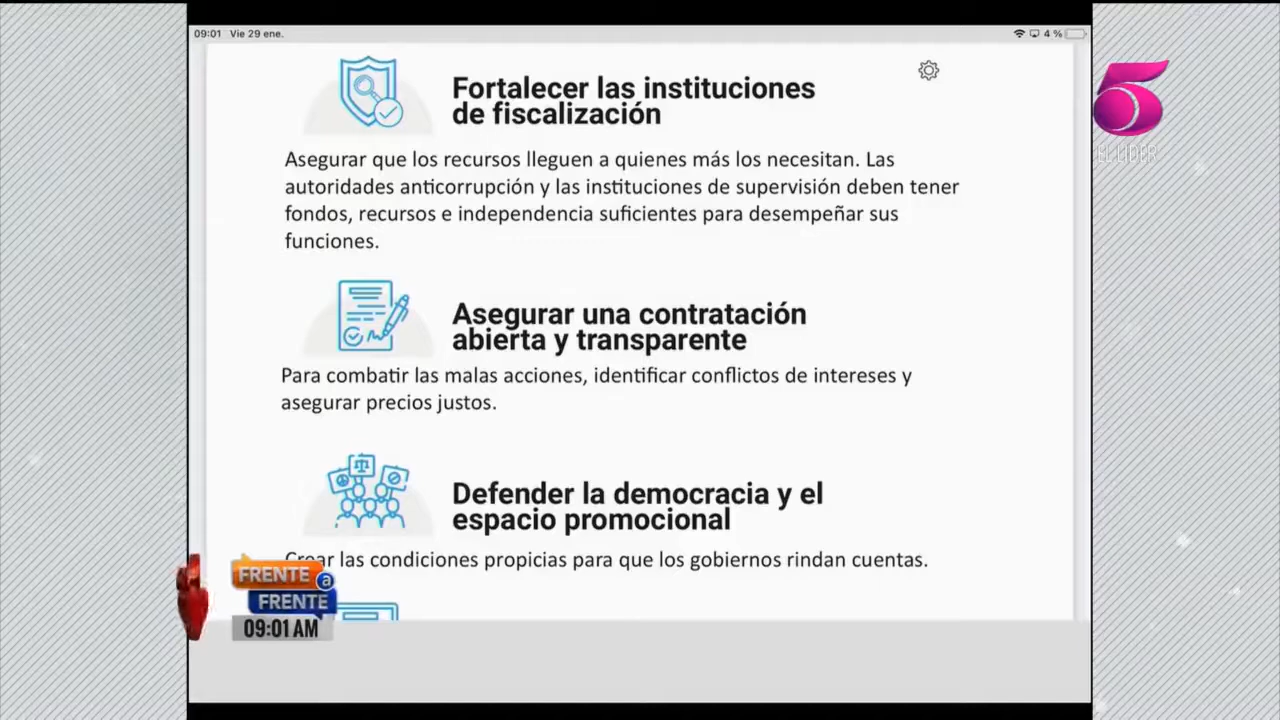 09:01 Vie 29 ene.
4 %
Fortalecer las instituciones
de fiscalización
Asegurar que los recursos lleguen a quienes más los necesitan. Las
autoridades anticorrupción y las instituciones de supervisión deben tener
fondos, recursos e independencia suficientes para desempeñar sus
funciones.
Asegurar una contratación
abierta y transparente
Para combatir las malas acciones, identificar conflictos de intereses y
asegurar precios justos.
Defender la democracia y el
espacio promocional
Crear las condiciones propicias para que los gobiernos rindan cuentas.
5
EL LÍDER
FRENTE a
FRENTE
09:01 AM